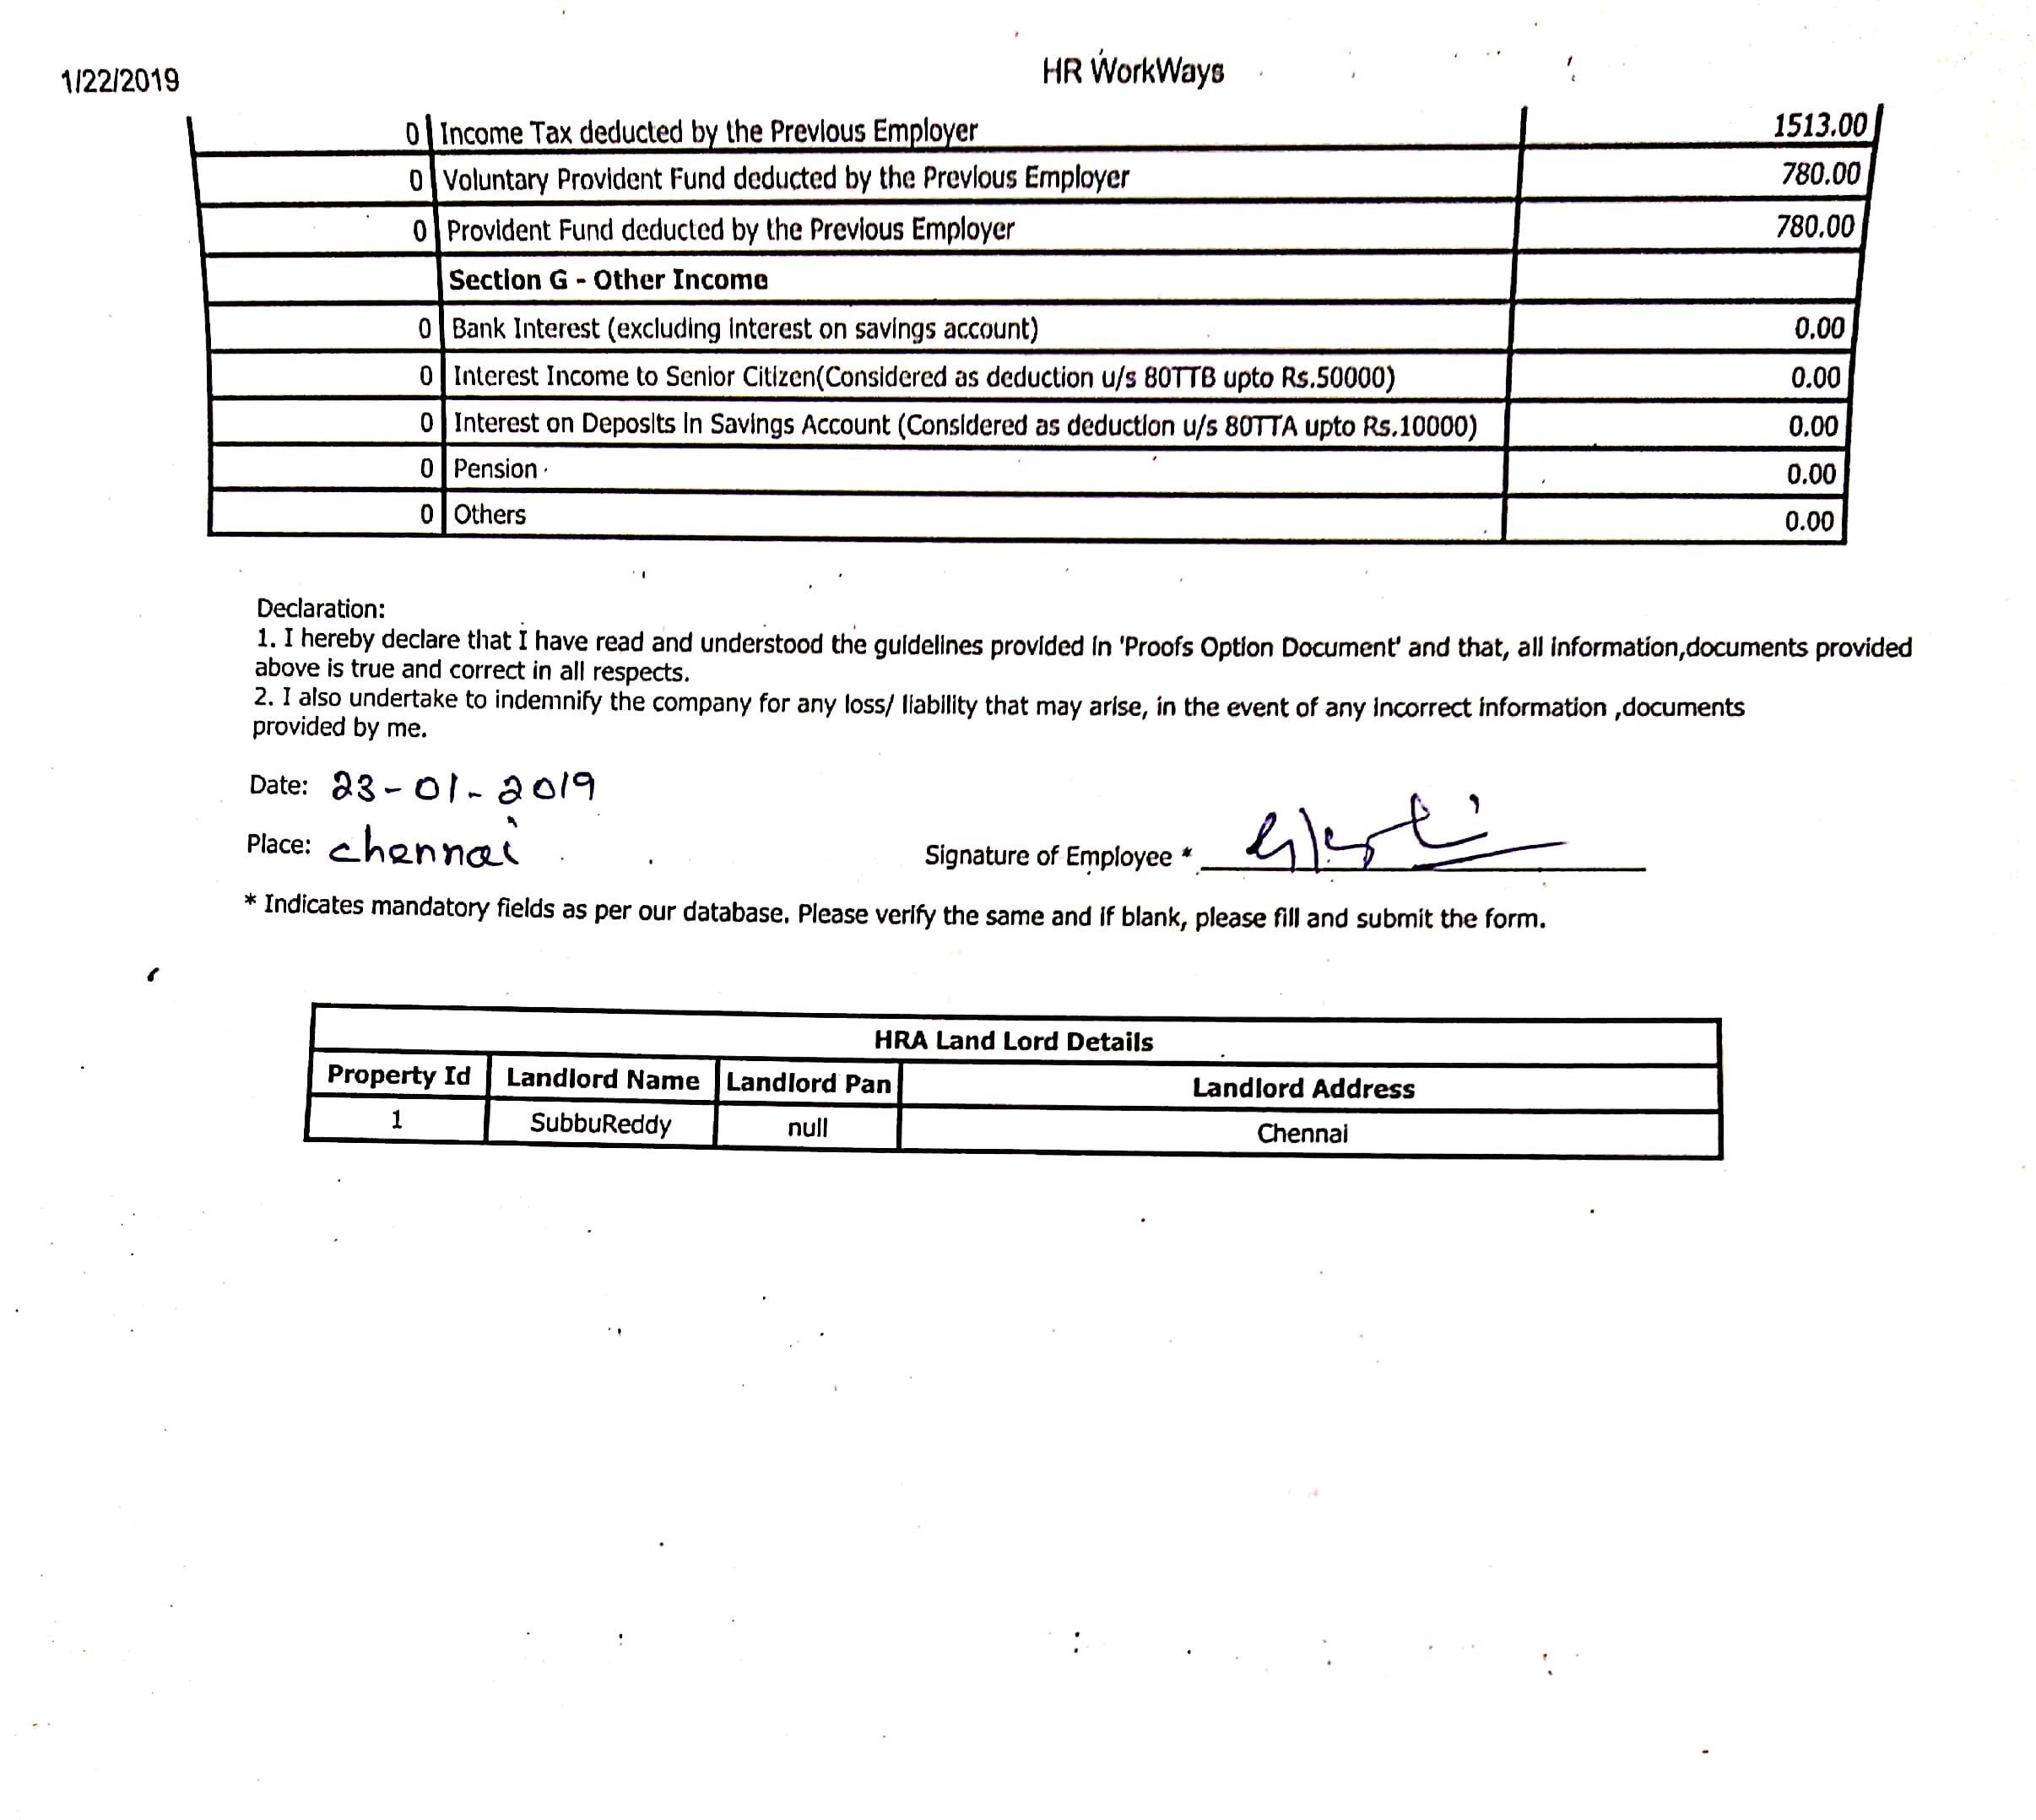 1/22/2019 HR WorkWays
0 Income Tax deducted by the Previous Employer 1513.00
0 Voluntary Provident Fund deducted by the Previous Employer 780.00
0 Provident Fund deducted by the Previous Employer 780.00
Section G - Other Income
0 Bank Interest (excluding interest on savings account) 0.00
0 Interest Income to Senior Citizen(Considered as deduction u/s 80TTB upto Rs.50000) 0.00
0 Interest on Deposits in Savings Account (Considered as deduction u/s 80TTA upto Rs.10000) 0.00
0 Pension 0.00
0 Others 0.00
Declaration:
1. I hereby declare that I have read and understood the guidelines provided in 'Proofs Option Document' and that, all information,documents provided
above is true and correct in all respects.
2. I also undertake to indemnify the company for any loss/ liability that may arise, in the event of any incorrect information ,documents
provided by me.
Date: 23-01-2019
Place: chennai Signature of Employee *
* Indicates mandatory fields as per our database. Please verify the same and if blank, please fill and submit the form.
HRA Land Lord Details
Property Id Landlord Name Landlord Pan Landlord Address
1 SubbuReddy null Chennai